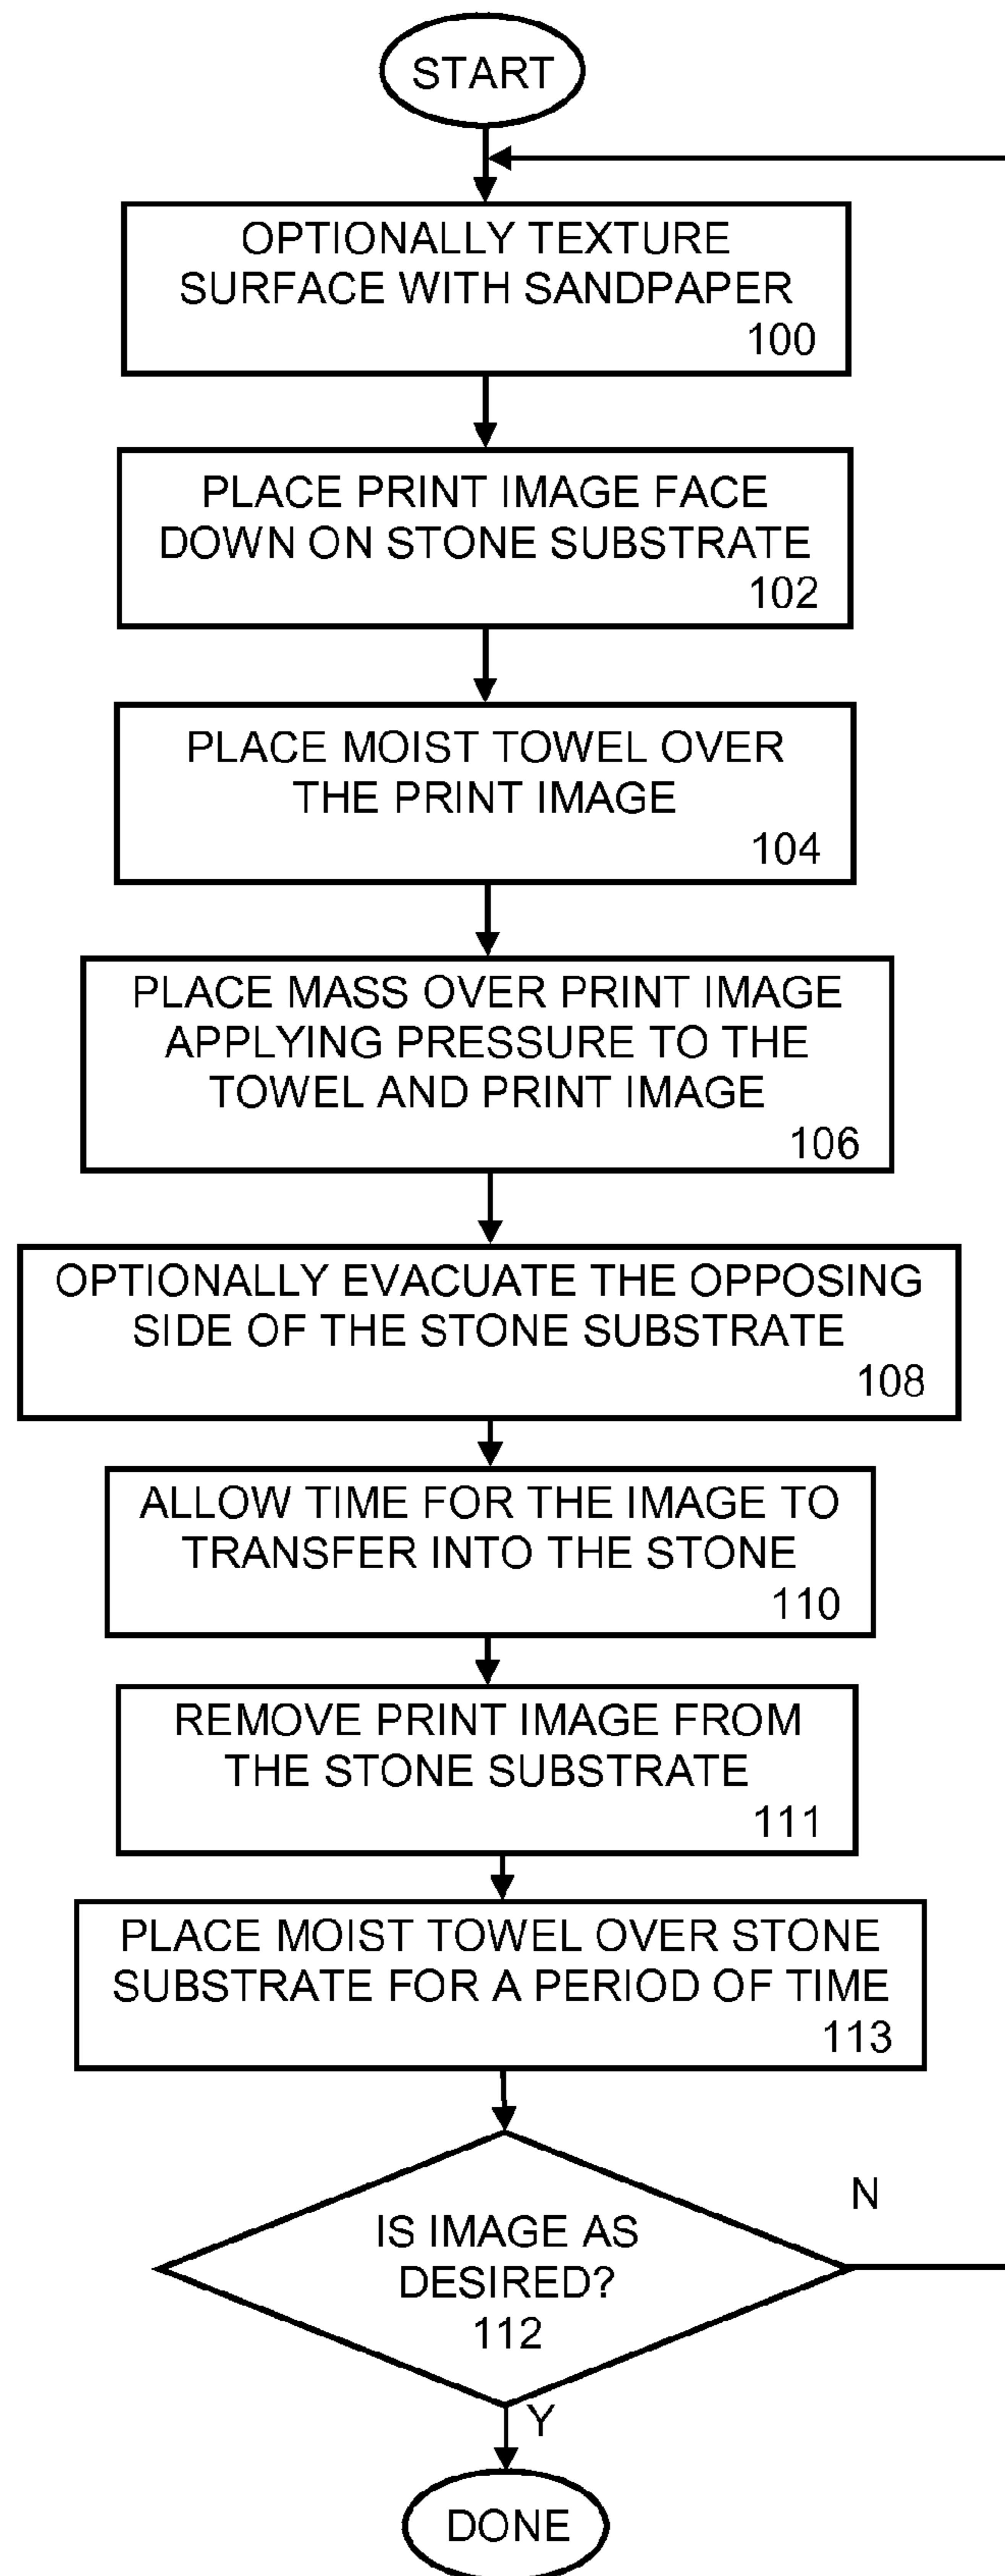 START
OPTIONALLY TEXTURE
SURFACE WITH SANDPAPER
100
PLACE PRINT IMAGE FACE
DOWN ON STONE SUBSTRATE
102
PLACE MOIST TOWEL OVER
THE PRINT IMAGE
104
PLACE MASS OVER PRINT IMAGE
APPLYING PRESSURE TO THE
TOWEL AND PRINT IMAGE
106
OPTIONALLY EVACUATE THE OPPOSING
SIDE OF THE STONE SUBSTRATE
108
ALLOW TIME FOR THE IMAGE TO
TRANSFER INTO THE STONE
110
REMOVE PRINT IMAGE FROM
THE STONE SUBSTRATE
111
PLACE MOIST TOWEL OVER STONE
SUBSTRATE FOR A PERIOD OF TIME
113
N
IS IMAGE AS
DESIRED?
112
Y
DONE